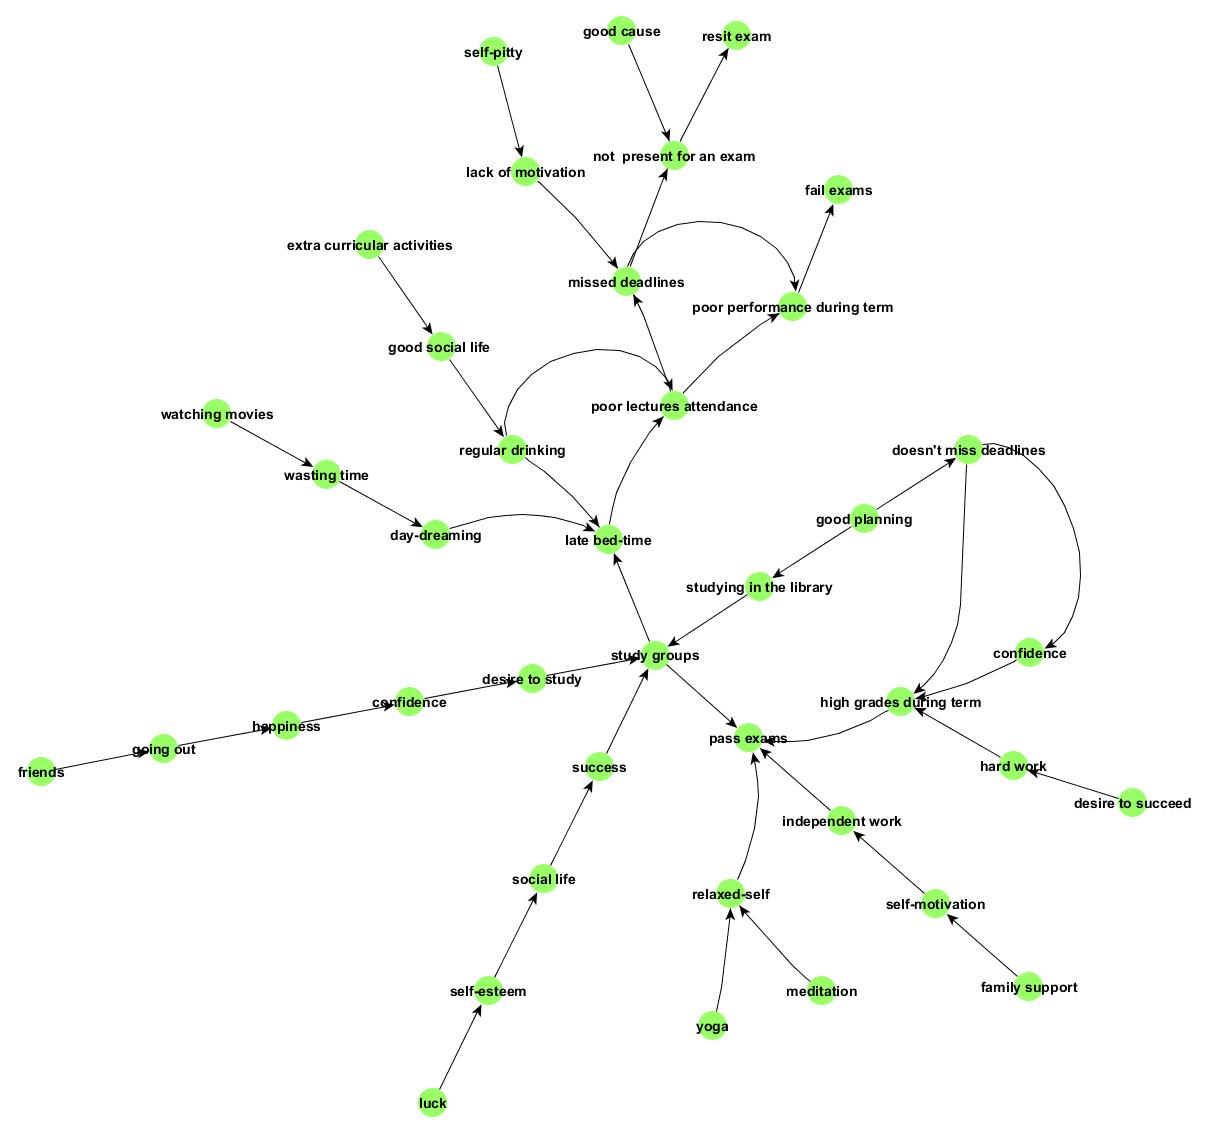 good cause
resit exam
self-pitty
not  present for an exam
lack of motivation
fail exams
extra curricular activities
missed deadlines
poor performance during term
good social life
poor lectures attendance
watching movies
regular drinking
doesn't miss deadlines
wasting time
good planning
day-dreaming
late bed-time
studying in the library
study groups
confidence
desire to study
confidence
high grades during term
happiness
pass exams
going out
friends
success
hard work
desire to succeed
independent work
social life
relaxed-self
self-motivation
self-esteem
meditation
family support
yoga
luck